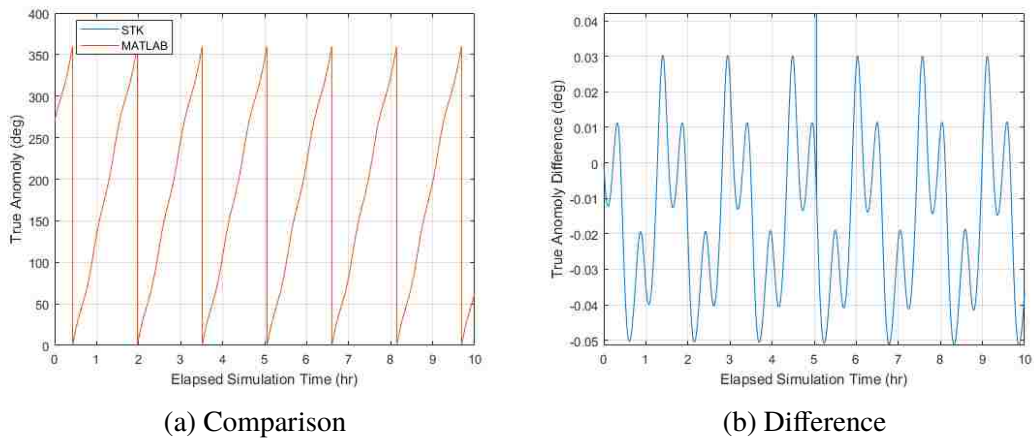 400
350
300
250
200
150
100
50
0
True Anomoly (deg)
STK
MATLAB
0 1 2 3 4 5 6 7 8 9 10
Elapsed Simulation Time (hr)
(a) Comparison
0.04
0.03
0.02
0.01
0
-0.01
-0.02
-0.03
-0.04
-0.05
True Anomoly Difference (deg)
0 1 2 3 4 5 6 7 8 9 10
Elapsed Simulation Time (hr)
(b) Difference